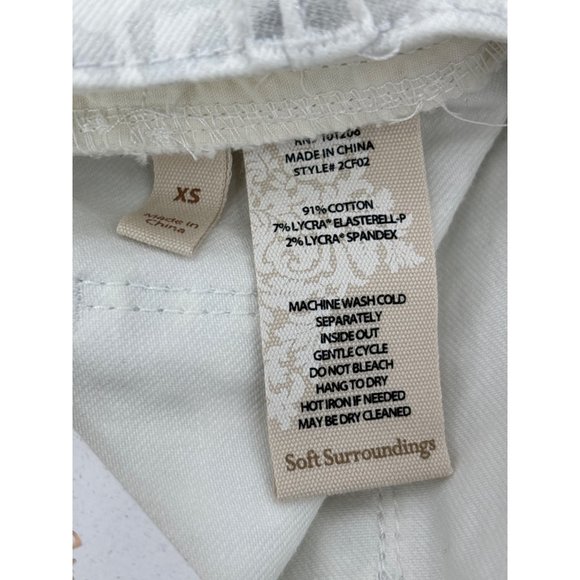 XS
Made in
China
RN# 101206
MADE IN CHINA
STYLE# 2CF02
91% COTTON
7% LYCRA® ELASTERELL-P
2% LYCRA® SPANDEX
MACHINE WASH COLD
SEPARATELY
INSIDE OUT
GENTLE CYCLE
DO NOT BLEACH
HANG TO DRY
HOT IRON IF NEEDED
MAY BE DRY CLEANED
Soft Surroundings